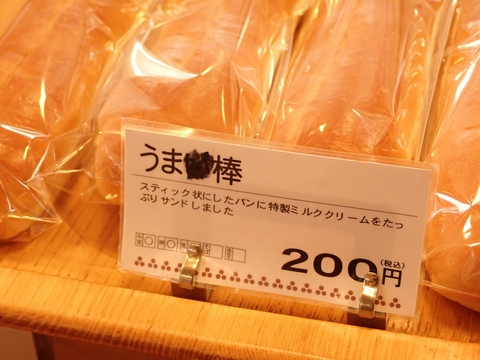 うま棒
スティック状にしたパンに特製ミルククリームをたっ
ぷりサンドしました
200円
(税込)